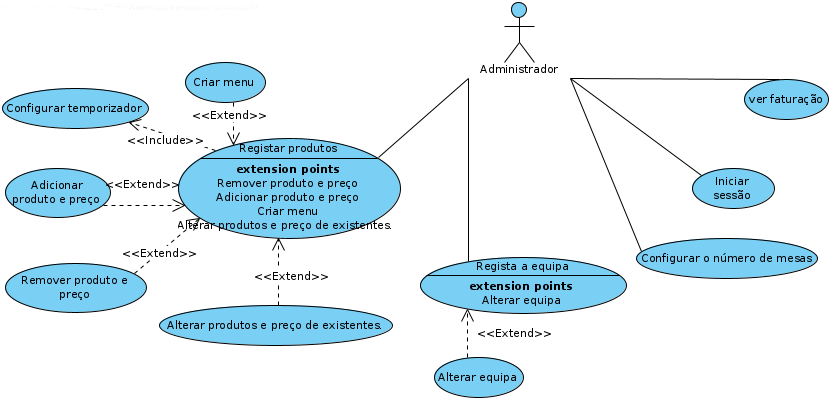 Administrador
Criar menu
ver faturação
Configurar temporizador
<<Extend>>
<<Include>>
Registar produtos
extension points
Remover produto e preço
Adicionar produto e preço
Criar menu
Alterar produtos e preço de existentes.
Adicionar
produto e preço
<<Extend>>
Iniciar
sessão
<<Extend>>
Remover produto e
preço
<<Extend>>
Alterar produtos e preço de existentes.
Configurar o número de mesas
Regista a equipa
extension points
Alterar equipa
<<Extend>>
Alterar equipa